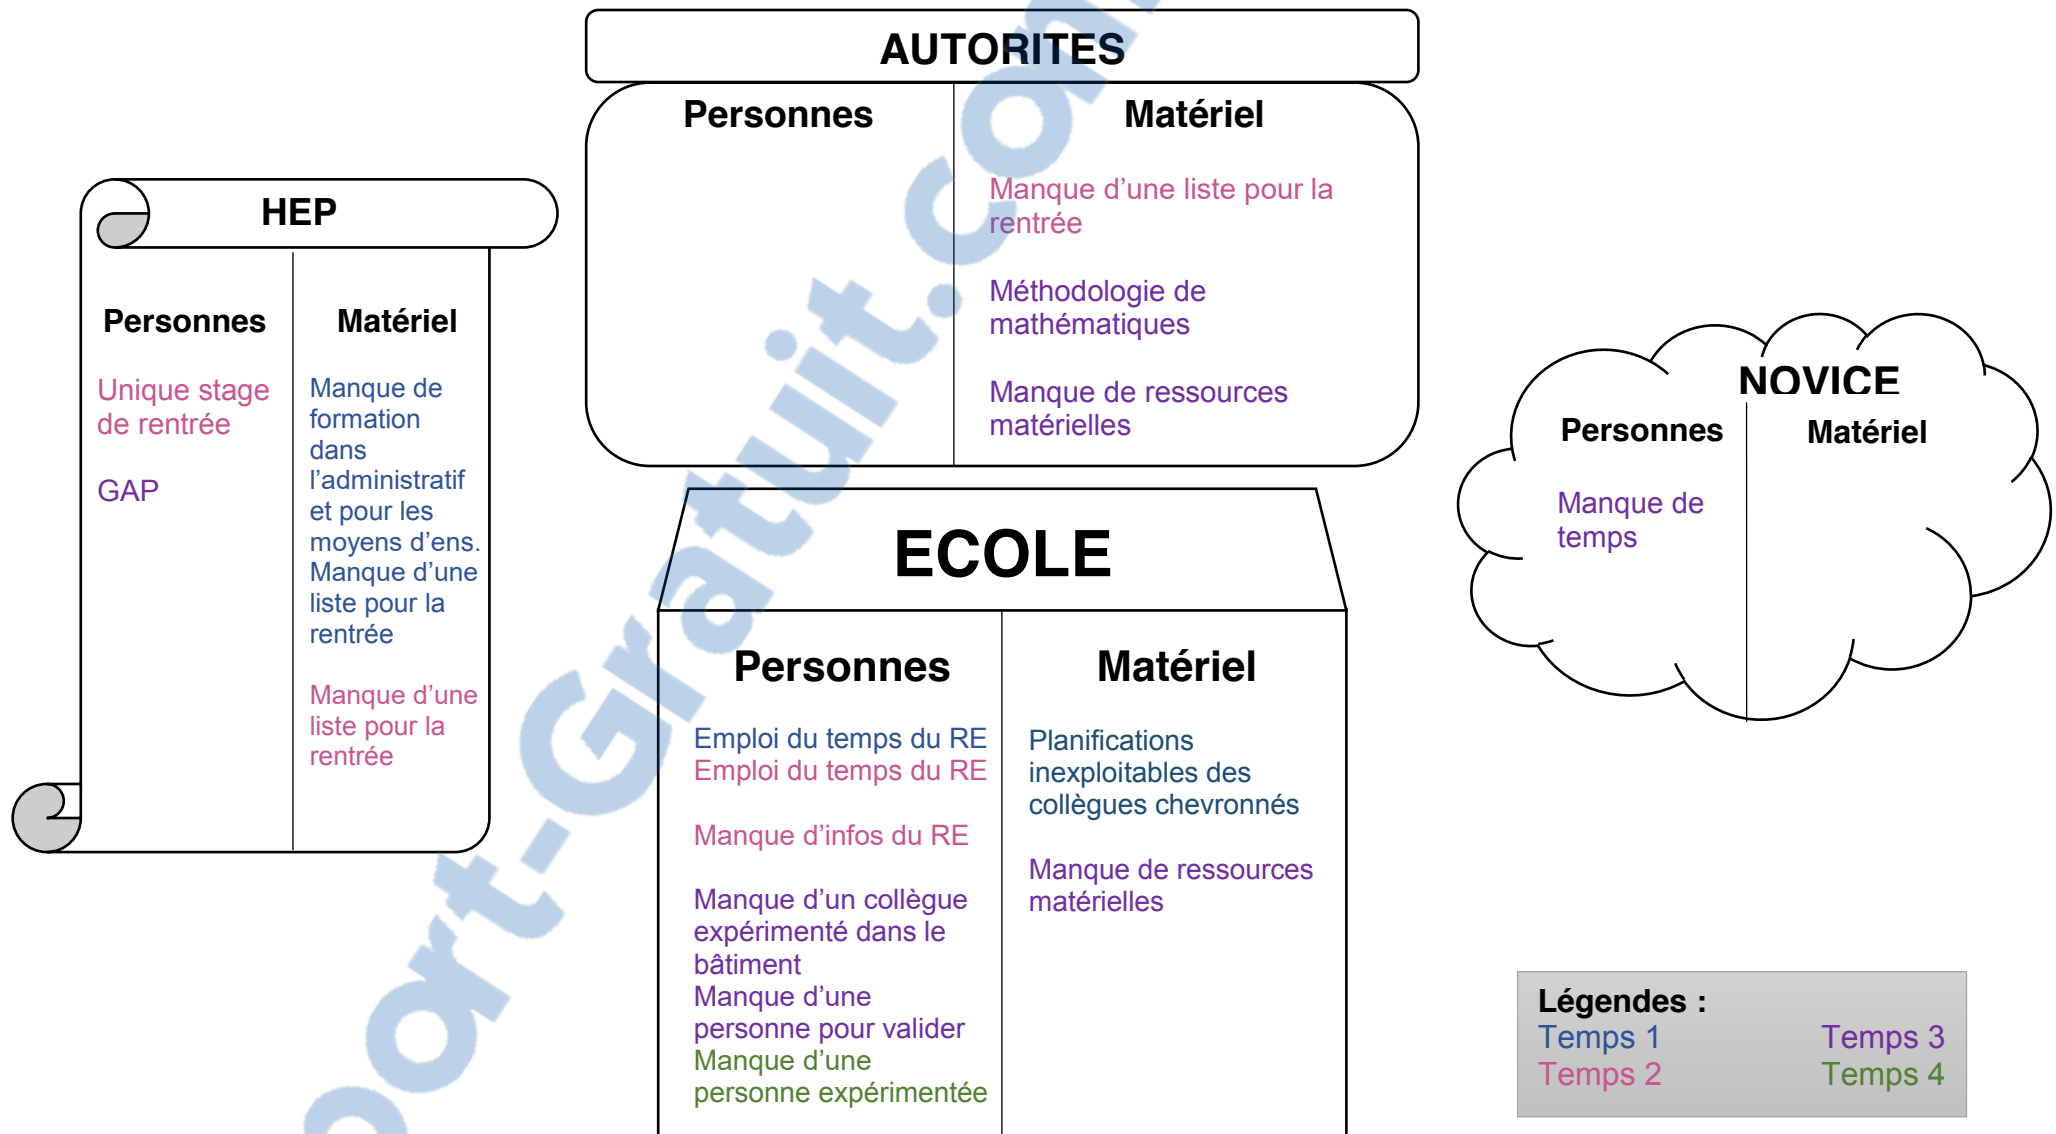 AUTORITES
Personnes
Matériel
Manque d'une liste pour la
rentrée
Méthodologie de
mathématiques
Manque de ressources
matérielles
HEP
Personnes
Matériel
Unique stage
de rentrée
GAP
Manque de
formation
dans
l'administratif
et pour les
moyens d'ens.
Manque d'une
liste pour la
rentrée
Manque d'une
liste pour la
rentrée
NOVICE
Personnes
Matériel
Manque de
temps
ECOLE
Personnes
Matériel
Emploi du temps du RE
Emploi du temps du RE
Manque d'infos du RE
Manque d'un collègue
expérimenté dans le
bâtiment
Manque d'une
personne pour valider
Manque d'une
personne expérimentée
Planifications
inexploitables des
collègues chevronnés
Manque de ressources
matérielles
Légendes :
Temps 1
Temps 3
Temps 2
Temps 4
port-Gratuit.com